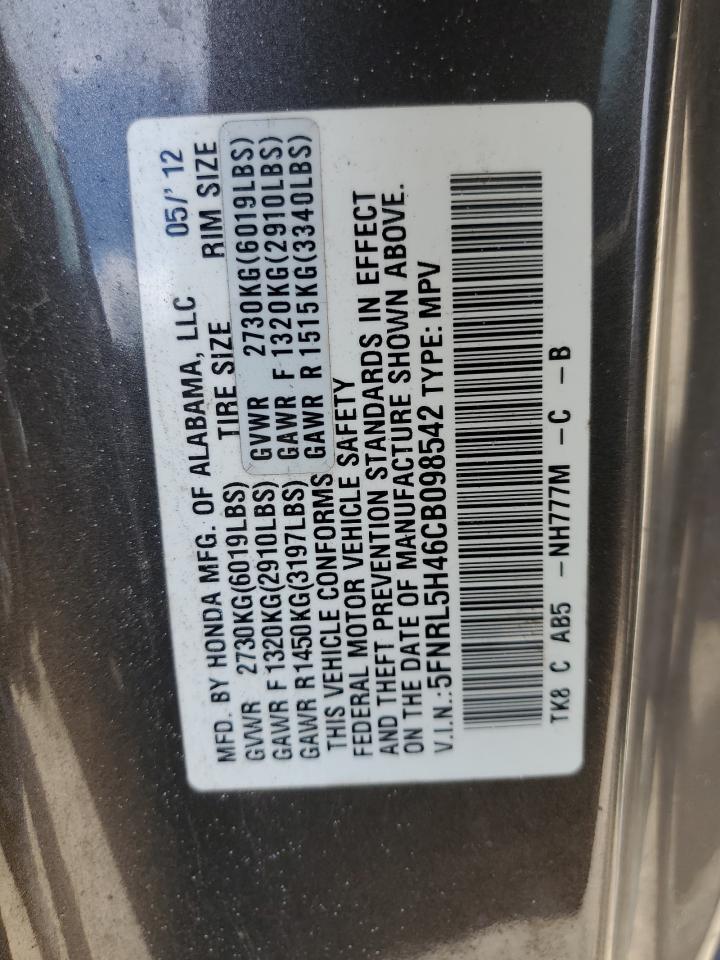 MFD. BY HONDA MFG. OF ALABAMA, LLC 05/'12
TIRE SIZE RIM SIZE
GVWR 2730KG(6019LBS)
GAWR F 1320KG(2910LBS)
GAWR R1450KG(3197LBS)
GVWR 2730KG(6019LBS)
GAWR F 1320KG(2910LBS)
GAWR R 1515KG(3340LBS)
THIS VEHICLE CONFORMS
FEDERAL MOTOR VEHICLE SAFETY
AND THEFT PREVENTION STANDARDS IN EFFECT
ON THE DATE OF MANUFACTURE SHOWN ABOVE.
V.I.N.:5FNRL5H46CB098542 TYPE: MPV
TK8 C AB5 -NH777M -C -B